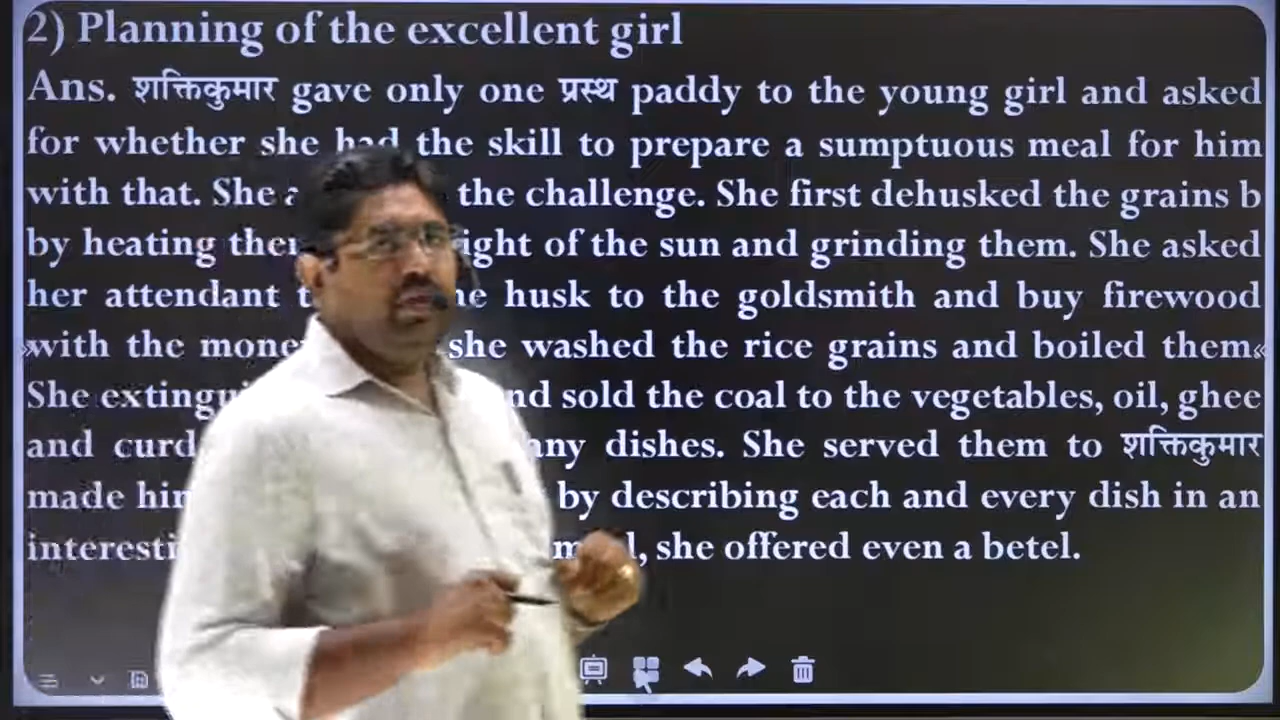 2) Planning of the excellent girl
Ans. शक्तिकुमार gave only one प्रस्थ paddy to the young girl and asked
for whether she had the skill to prepare a sumptuous meal for him
with that. She the challenge. She first dehusked the grains b
by heating of the sun and grinding them. She asked
her attendant husk to the goldsmith and buy firewood
with the she washed the rice grains and boiled them.
She sold the coal to the vegetables, oil, ghee
and dishes. She served them to शक्तिकुमार
made by describing each and every dish in an
she offered even a betel.